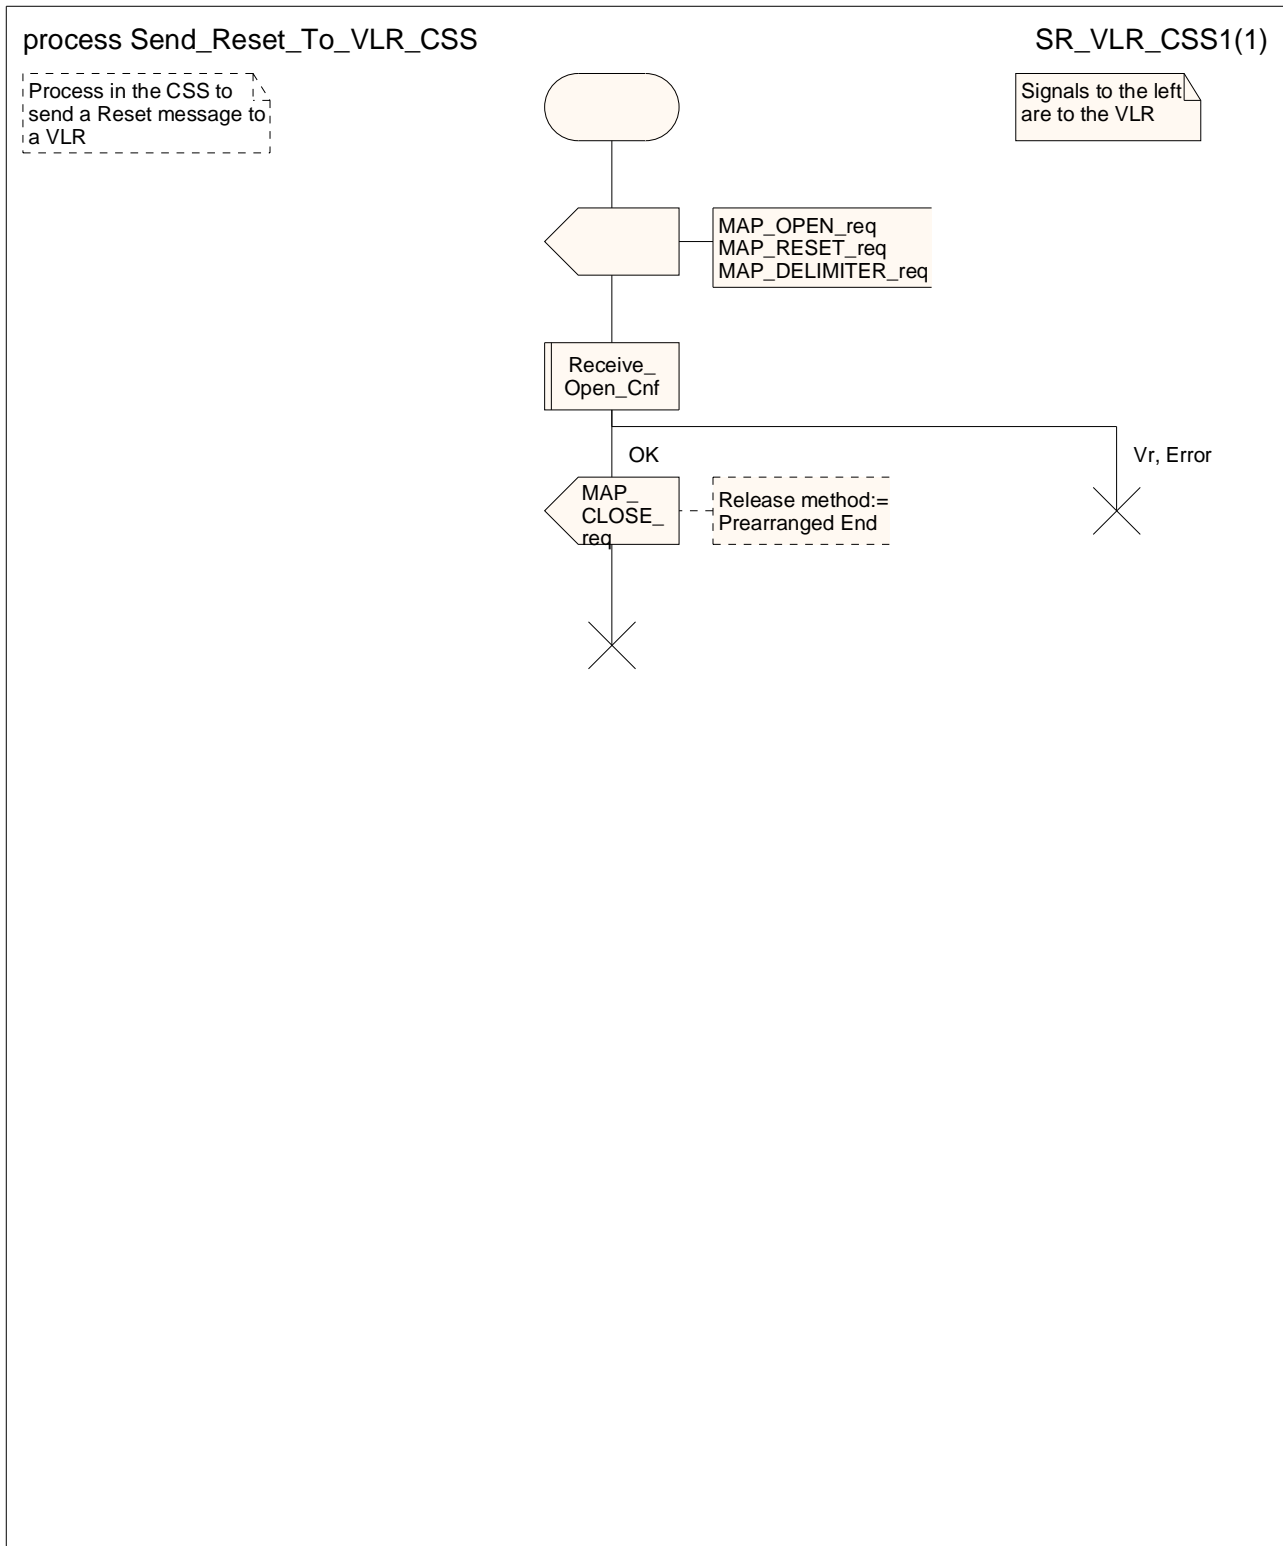 process Send_Reset_To_VLR_CSS
SR_VLR_CSS1(1)
Process in the CSS to
send a Reset message to
a VLR
Signals to the left
are to the VLR
MAP_OPEN_req
MAP_RESET_req
MAP_DELIMITER_req
Receive_
Open_Cnf
OK
Vr, Error
MAP_
CLOSE_
req
Release method:=
Prearranged End